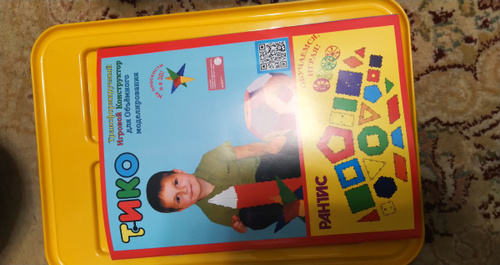 ТИКО
Трансформируемый
Игровой Конструктор
для Объёмного
моделирования
ОБУЧАЕМСЯ,
ИГРАЯ!
РАНТИС